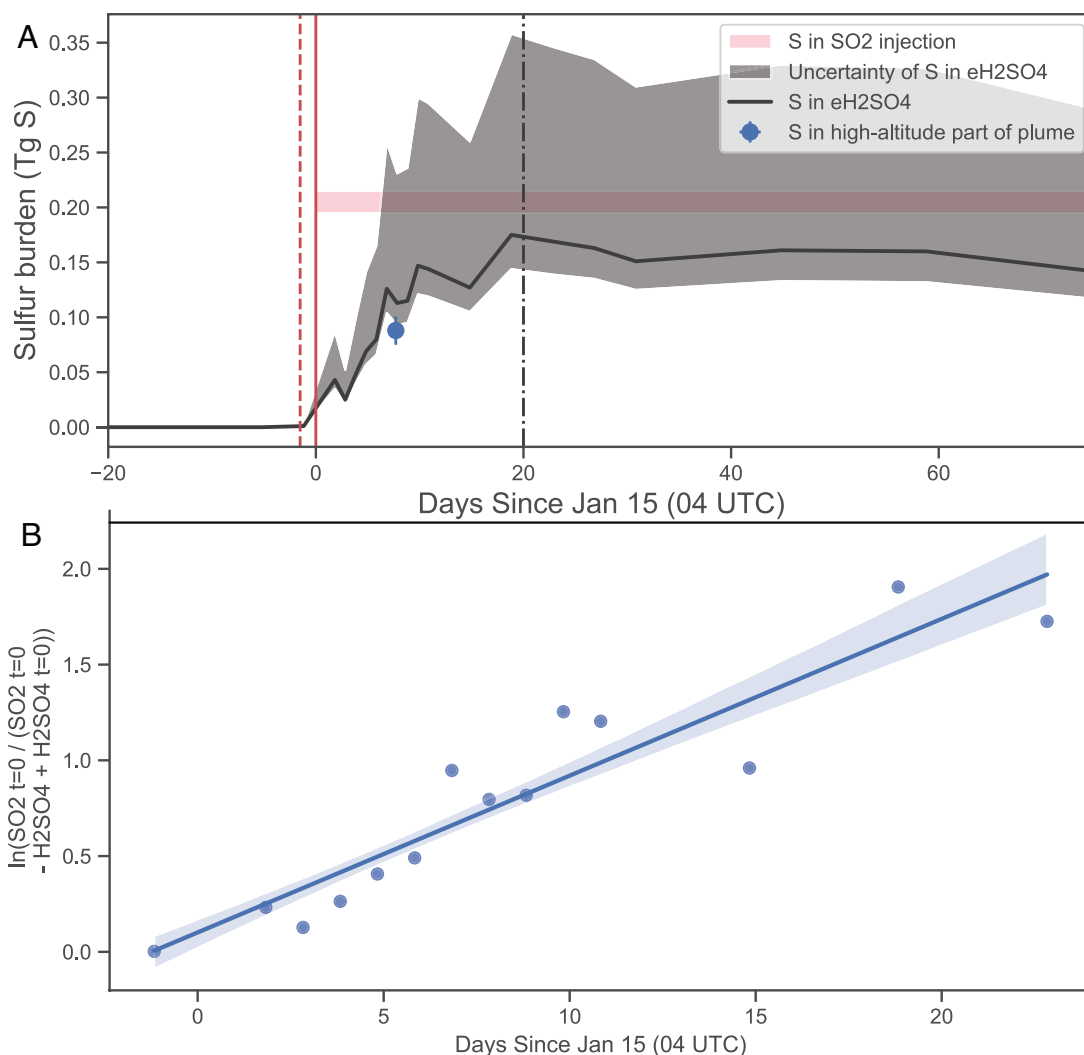 A
0.35
0.30
0.25
0.20
0.15
0.10
0.05
0.00
Sulfur burden (Tg S)
S in SO2 injection
Uncertainty of S in eH2SO4
S in eH2SO4
S in high-altitude part of plume
−20 0 20 40 60
Days Since Jan 15 (04 UTC)
B
2.0
1.5
1.0
0.5
0.0
ln(SO2 t=0 / (SO2 t=0
- H2SO4 + H2SO4 t=0))
0 5 10 15 20
Days Since Jan 15 (04 UTC)